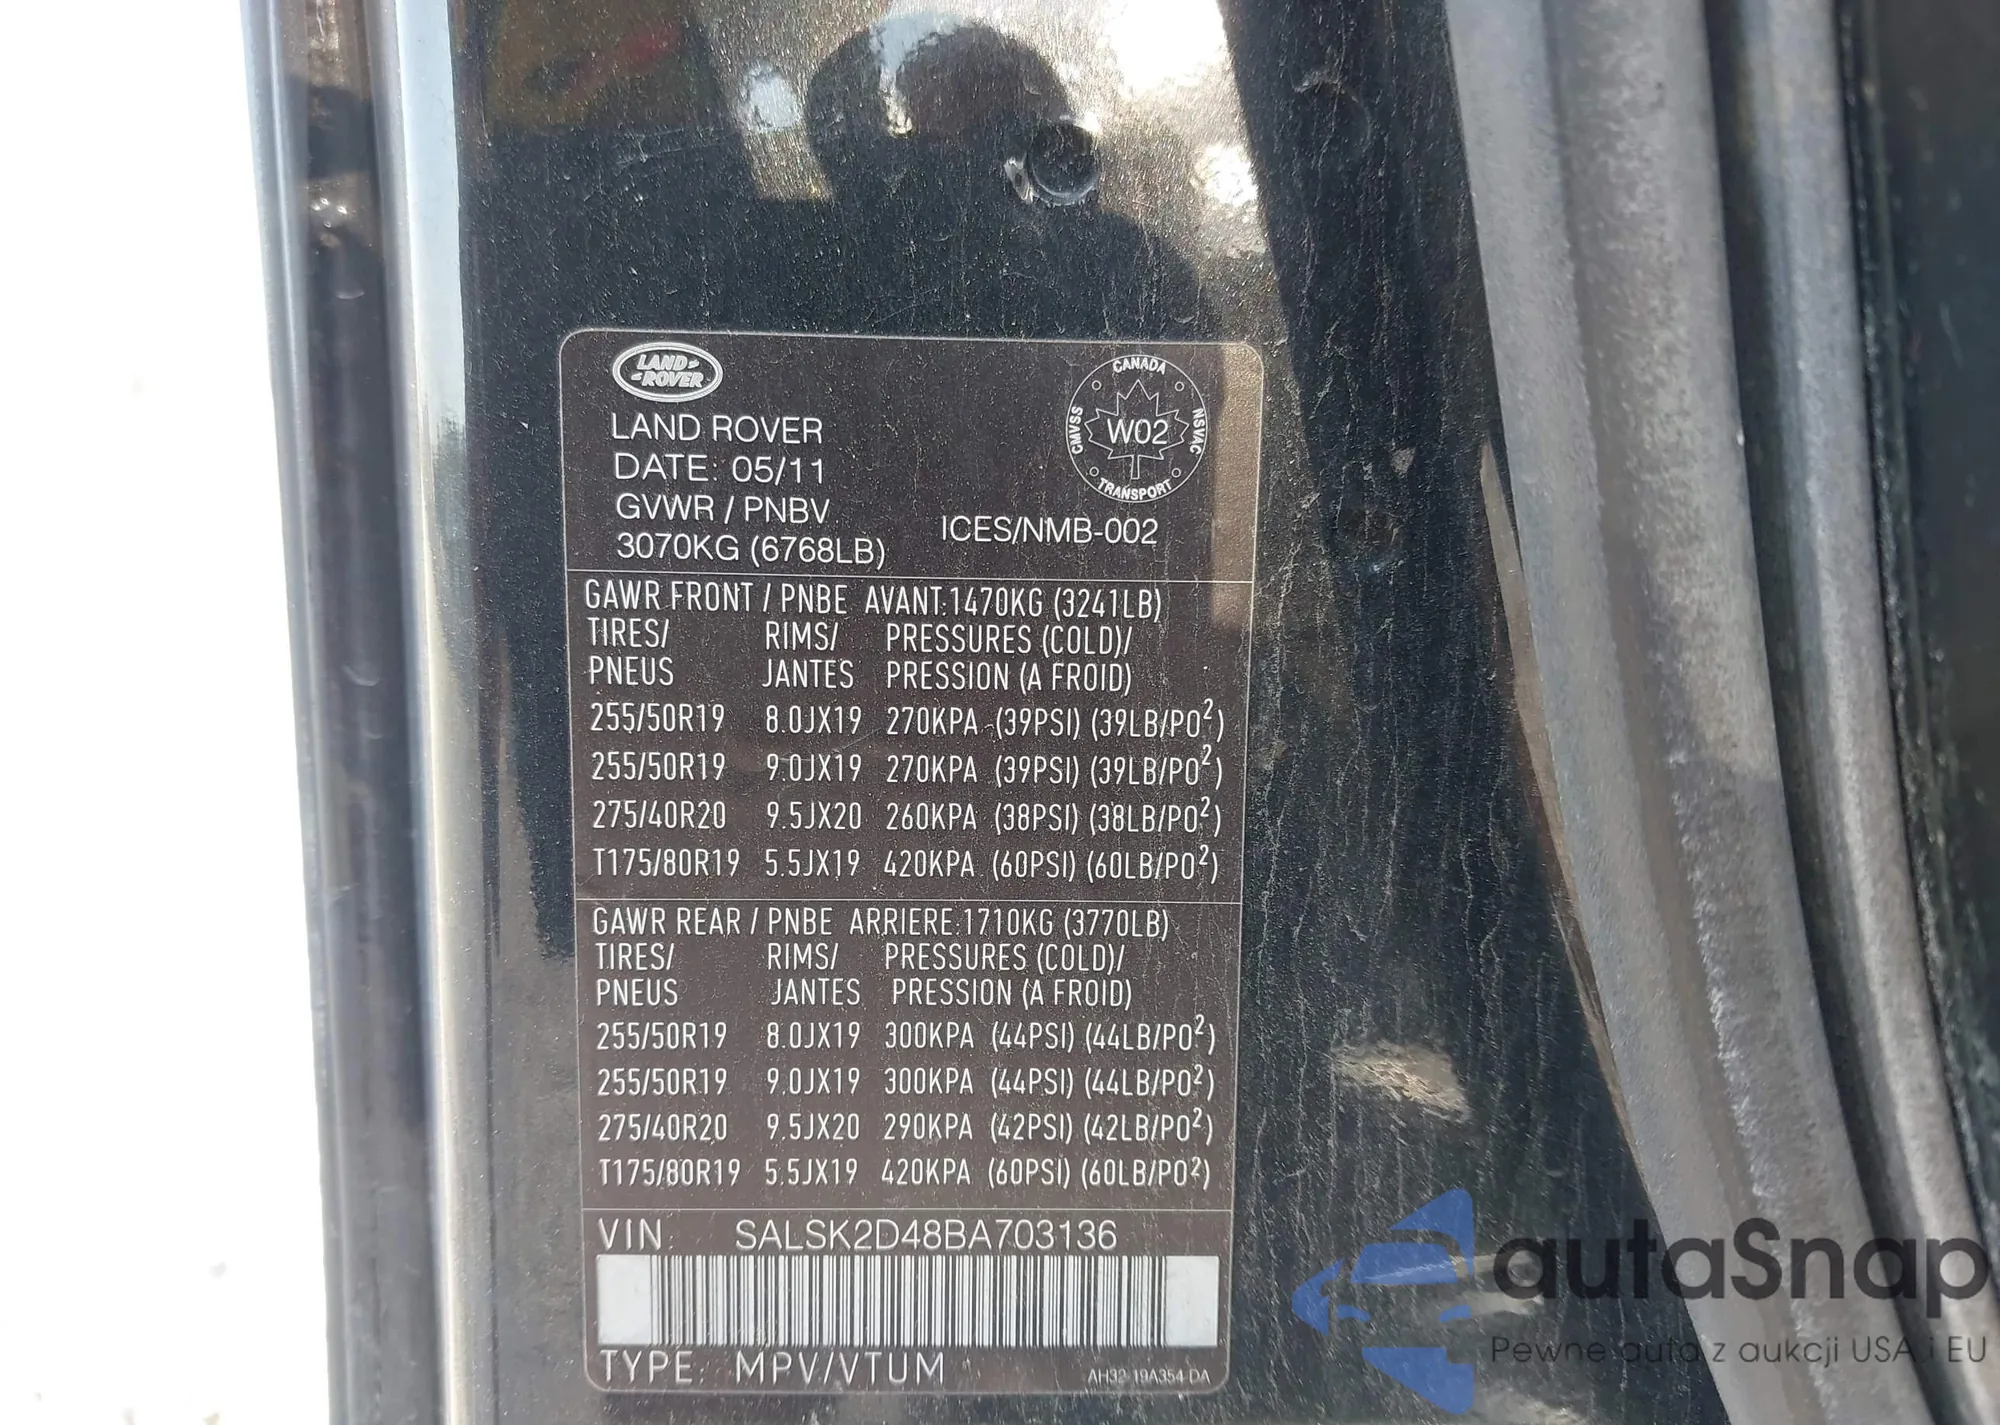 LAND
ROVER
LAND ROVER
DATE: 05/11
GVWR / PNBV
3070KG (6768LB)
CANADA
CMVSS
W02
NSVAC
TRANSPORT
ICES/NMB-002
GAWR FRONT / PNBE AVANT:1470KG (3241LB)
TIRES/ RIMS/ PRESSURES (COLD)/
PNEUS JANTES PRESSION (A FROID)
255/50R19 8.0JX19 270KPA (39PSI) (39LB/PO²)
255/50R19 9.0JX19 270KPA (39PSI) (39LB/PO²)
275/40R20 9.5JX20 260KPA (38PSI) (38LB/PO²)
T175/80R19 5.5JX19 420KPA (60PSI) (60LB/PO²)
GAWR REAR / PNBE ARRIERE:1710KG (3770LB)
TIRES/ RIMS/ PRESSURES (COLD)/
PNEUS JANTES PRESSION (A FROID)
255/50R19 8.0JX19 300KPA (44PSI) (44LB/PO²)
255/50R19 9.0JX19 300KPA (44PSI) (44LB/PO²)
275/40R20 9.5JX20 290KPA (42PSI) (42LB/PO²)
T175/80R19 5.5JX19 420KPA (60PSI) (60LB/PO²)
VIN: SALSK2D48BA703136
TYPE: MPV/VTUM
AH32-19A354-DA
autaSnap
Pewne auta z aukcji USA i EU